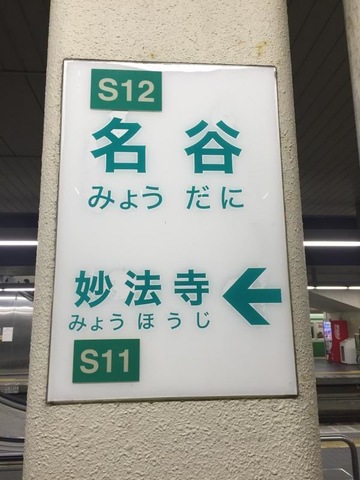 S12
名谷
みょうだに
妙法寺
みょうほうじ
S11